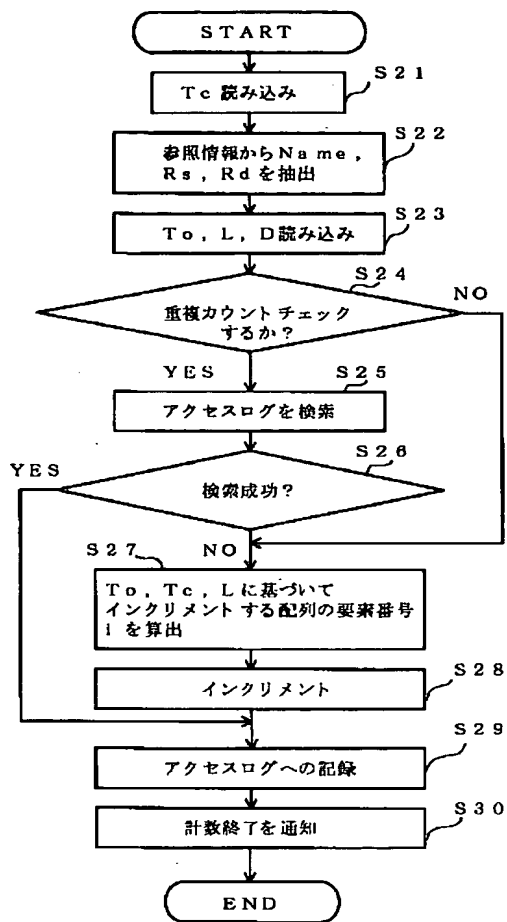 START
S21
Tc 読み込み
S22
参照情報からName,
Rs, Rdを抽出
S23
To, L, D読み込み
S24
NO
重複カウントチェック
するか?
YES
S25
アクセスログを検索
S26
YES
検索成功?
S27
NO
To, Tc, Lに基づいて
インクリメントする配列の要素番号
iを算出
S28
インクリメント
S29
アクセスログへの記録
S30
計数終了を通知
END